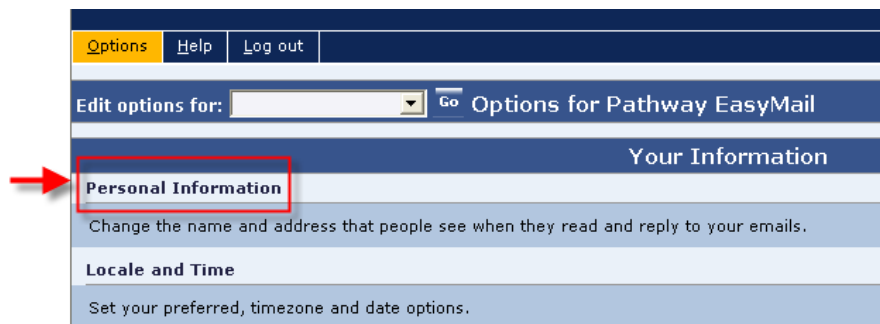 Options Help Log out
Edit options for: Go Options for Pathway EasyMail
Your Information
Personal Information
Change the name and address that people see when they read and reply to your emails.
Locale and Time
Set your preferred, timezone and date options.